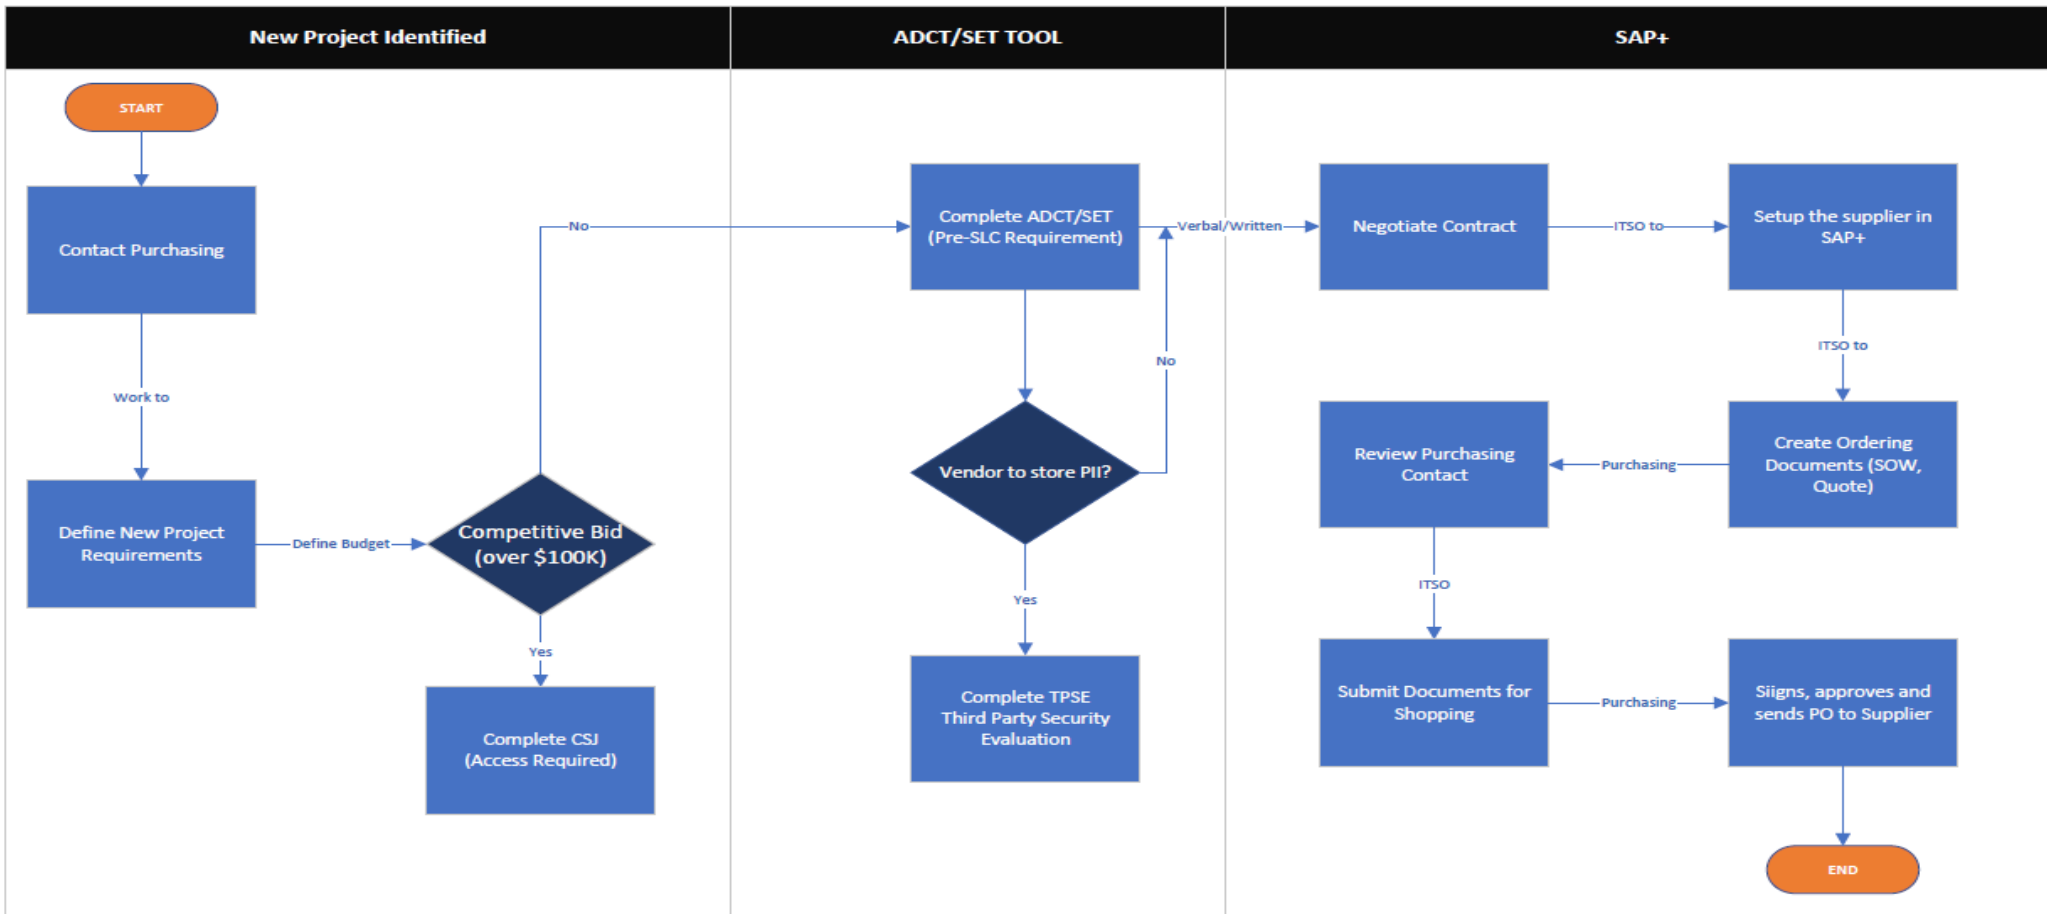 New Project Identified
ADCT/SET TOOL
SAP+
START
Contact Purchasing
Work to
Define New Project
Requirements
Define Budget
Competitive Bid
(over $100K)
No
Yes
Complete CSJ
(Access Required)
Complete ADCT/SET
(Pre-SLC Requirement)
Verbal/Written
No
Vendor to store PII?
Yes
Complete TPSE
Third Party Security
Evaluation
Negotiate Contract
ITSO to
Setup the supplier in
SAP+
ITSO to
Create Ordering
Documents (SOW,
Quote)
Purchasing
Review Purchasing
Contact
ITSO
Submit Documents for
Shopping
Purchasing
Siigns, approves and
sends PO to Supplier
END